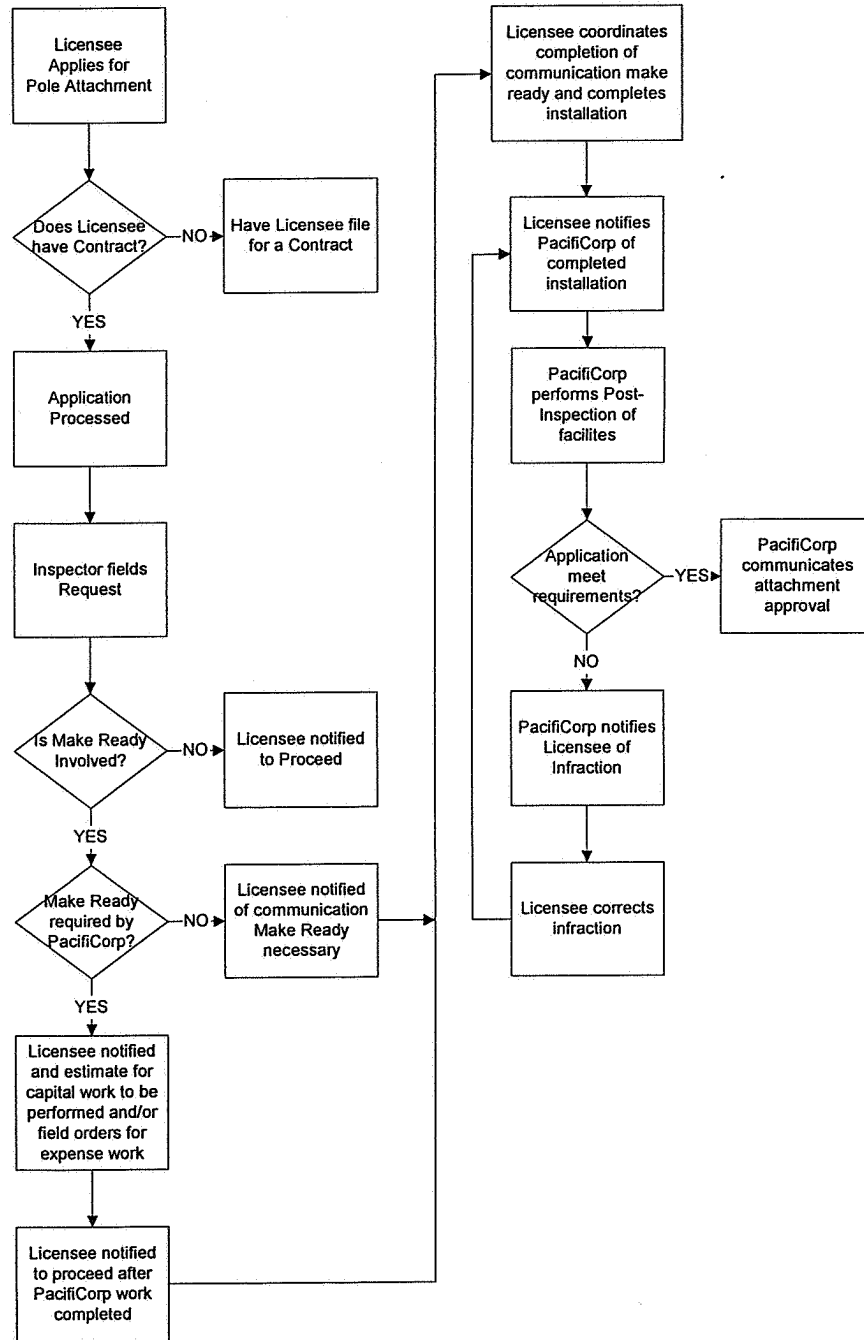 Licensee
Applies for
Pole Attachment
Does Licensee
have Contract?
NO
Have Licensee file
for a Contract
YES
Application
Processed
Inspector fields
Request
Is Make Ready
Involved?
NO
Licensee notified
to Proceed
YES
Make Ready
required by
PacifiCorp?
NO
Licensee notified
of communication
Make Ready
necessary
YES
Licensee notified
and estimate for
capital work to be
performed and/or
field orders for
expense work
Licensee notified
to proceed after
PacifiCorp work
completed
Licensee coordinates
completion of
communication make
ready and completes
installation
Licensee notifies
PacifiCorp of
completed
installation
PacifiCorp
performs Post-
Inspection of
facilites
Application
meet
requirements?
YES
PacifiCorp
communicates
attachment
approval
NO
PacifiCorp notifies
Licensee of
Infraction
Licensee corrects
infraction